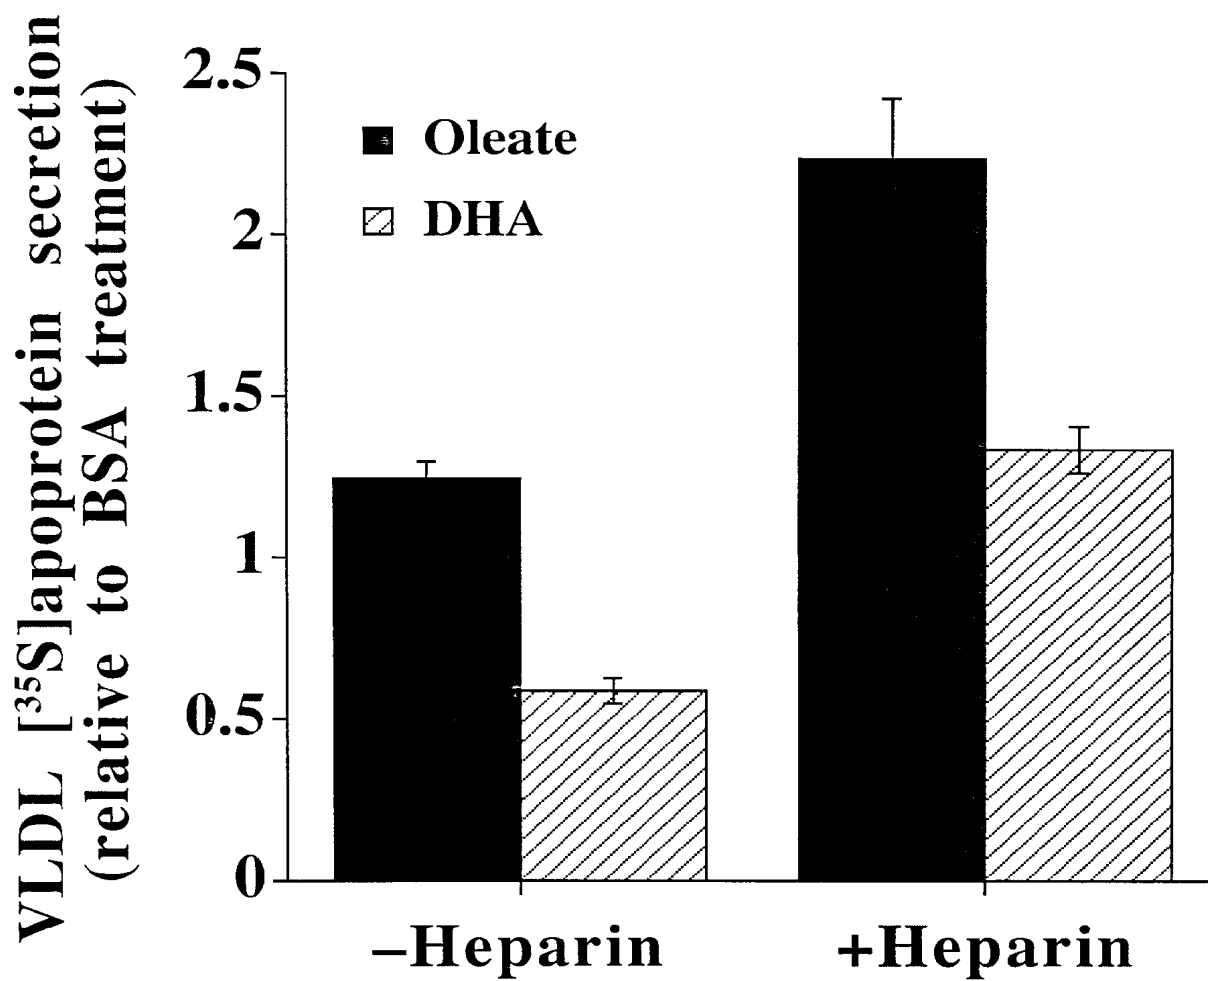 VLDL [³⁵S]apoprotein secretion
(relative to BSA treatment)
2.5
2
1.5
1
0.5
0
Oleate
DHA
–Heparin
+Heparin